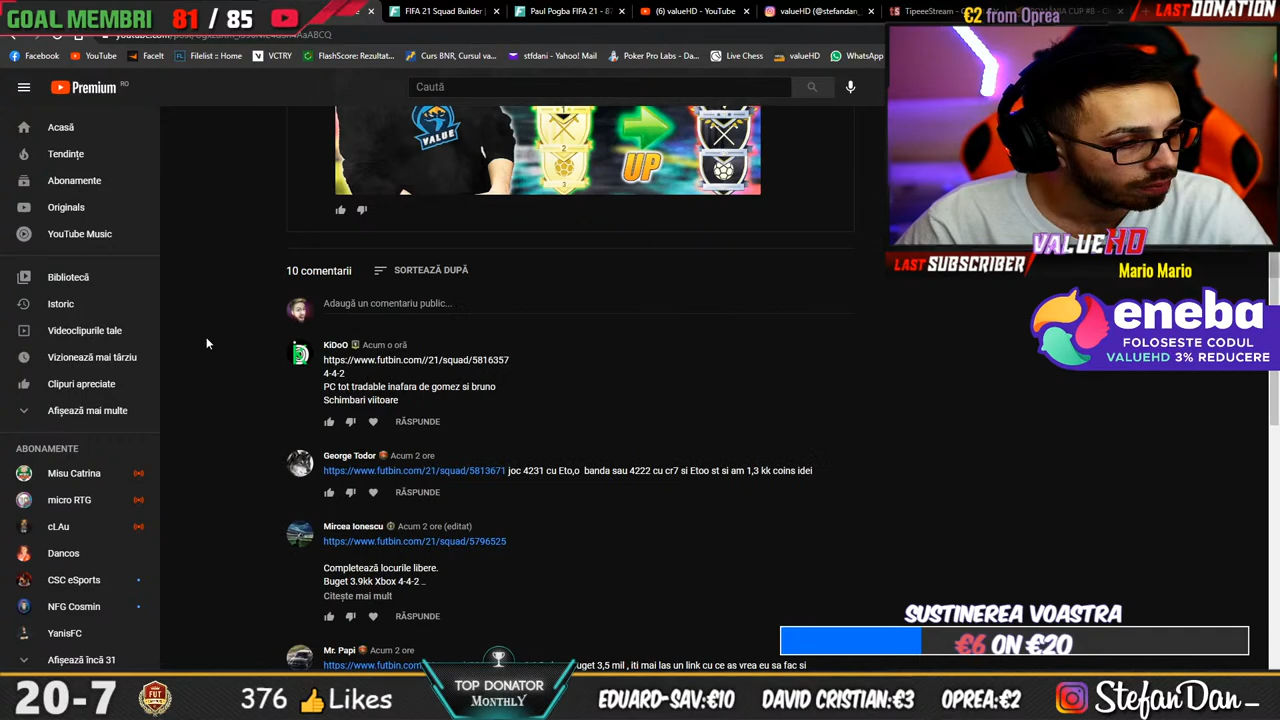 GOAL MEMBRI 81 / 85
FIFA 21 Squad Builder |
Paul Pogba FIFA 21 - 87
(6) valueHD - YouTube
valueHD (@stefandan_
TipeeeStream - 
€2 from Oprea
LAST DONATION
Facebook
YouTube
Facelt
Filelist :: Home
VCTRY
FlashScore: Rezultat...
Curs BNR, Cursul va...
stfdani - Yahoo! Mail
Poker Pro Labs - Da...
Live Chess
valueHD - Twitch
WhatsApp
Premium RO
Caută
Acasă
Tendințe
Abonamente
Originals
YouTube Music
Bibliotecă
Istoric
Videoclipurile tale
Vizionează mai târziu
Clipuri apreciate
Afișează mai multe
ABONAMENTE
Misu Catrina
micro RTG
cLAu
Dancos
CSC eSports
NFG Cosmin
YanisFC
Afișează încă 31
VALUE
1
2
3
UP
10 comentarii
SORTEAZĂ DUPĂ
Adaugă un comentariu public...
KiDoO Acum o oră
https://www.futbin.com//21/squad/5816357
4-4-2
PC tot tradable inafara de gomez si bruno
Schimbari viitoare
RĂSPUNDE
George Todor Acum 2 ore
https://www.futbin.com/21/squad/5813671 joc 4231 cu Eto,o banda sau 4222 cu cr7 si Etoo st si am 1,3 kk coins idei
RĂSPUNDE
Mircea Ionescu Acum 2 ore (editat)
https://www.futbin.com/21/squad/5796525
Completează locurile libere.
Buget 3.9kk Xbox 4-4-2 ..
Citește mai mult
RĂSPUNDE
Mr. Papi Acum 2 ore
uget 3,5 mil , iti mai las un link cu ce as vrea eu sa fac si
VALUEHD
LAST SUBSCRIBER
Mario Mario
eneba
FOLOSESTE CODUL
VALUEHD 3% REDUCERE
SUSTINEREA VOASTRA
€6 ON €20
20-7
FUT
376 Likes
TOP DONATOR
MONTHLY
EDUARD-SAV:€10 DAVID CRISTIAN:€3 OPREA:€2
StefanDan_